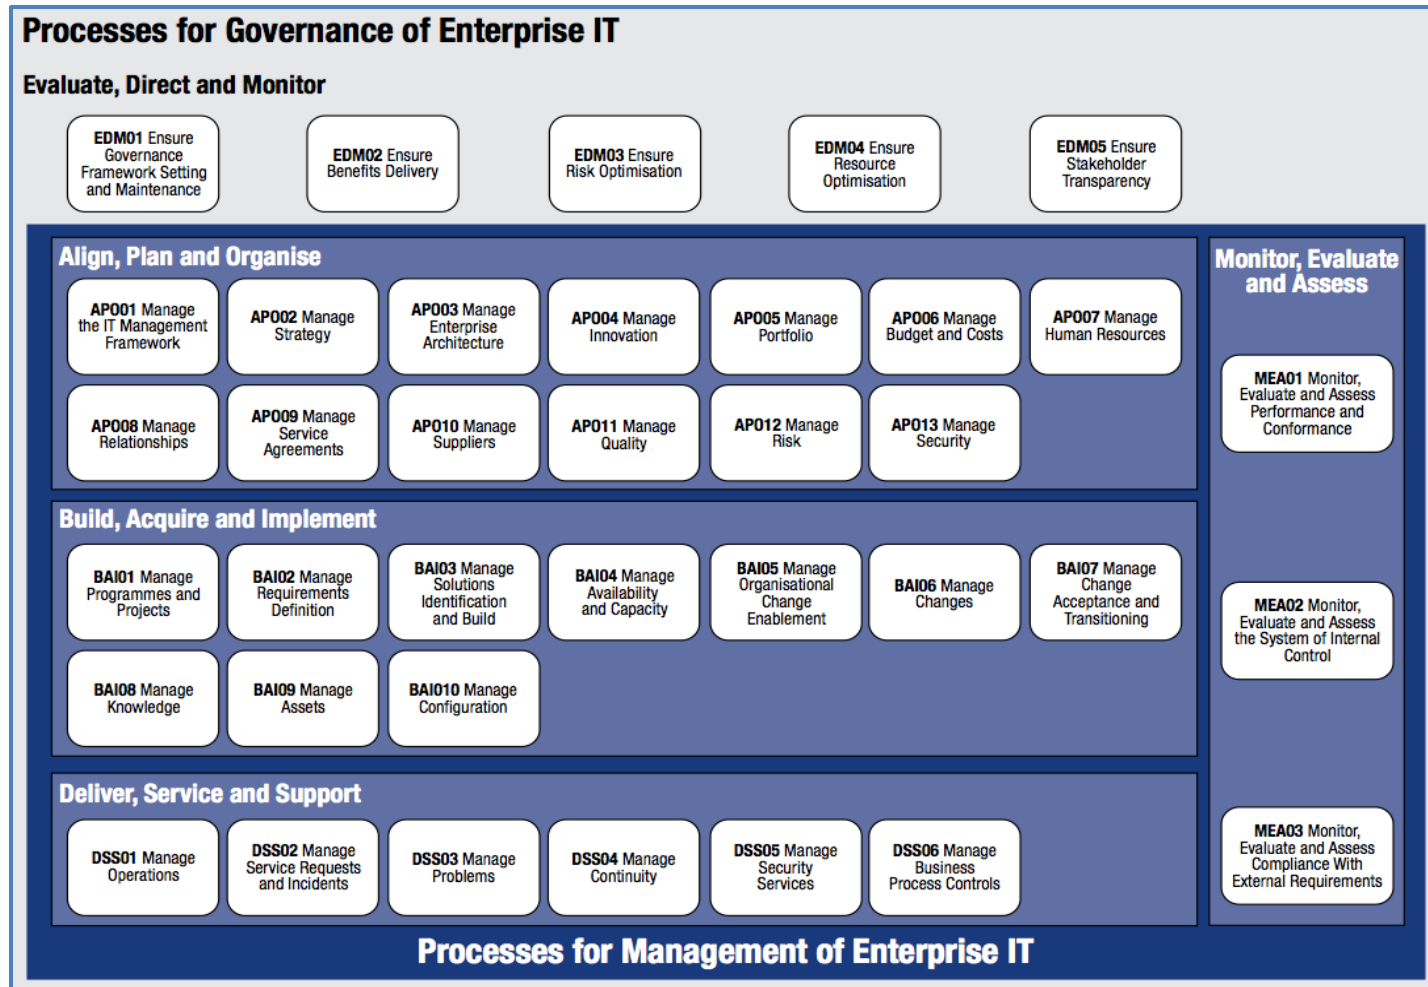 Processes for Governance of Enterprise IT
Evaluate, Direct and Monitor
EDM01 Ensure
Governance
Framework Setting
and Maintenance
EDM02 Ensure
Benefits Delivery
EDM03 Ensure
Risk Optimisation
EDM04 Ensure
Resource
Optimisation
EDM05 Ensure
Stakeholder
Transparency
Align, Plan and Organise
APO01 Manage
the IT Management
Framework
APO02 Manage
Strategy
APO03 Manage
Enterprise
Architecture
APO04 Manage
Innovation
APO05 Manage
Portfolio
APO06 Manage
Budget and Costs
APO07 Manage
Human Resources
APO08 Manage
Relationships
APO09 Manage
Service
Agreements
APO10 Manage
Suppliers
APO11 Manage
Quality
APO12 Manage
Risk
APO13 Manage
Security
Build, Acquire and Implement
BAI01 Manage
Programmes and
Projects
BAI02 Manage
Requirements
Definition
BAI03 Manage
Solutions
Identification
and Build
BAI04 Manage
Availability
and Capacity
BAI05 Manage
Organisational
Change
Enablement
BAI06 Manage
Changes
BAI07 Manage
Change
Acceptance and
Transitioning
BAI08 Manage
Knowledge
BAI09 Manage
Assets
BAI010 Manage
Configuration
Deliver, Service and Support
DSS01 Manage
Operations
DSS02 Manage
Service Requests
and Incidents
DSS03 Manage
Problems
DSS04 Manage
Continuity
DSS05 Manage
Security
Services
DSS06 Manage
Business
Process Controls
Monitor, Evaluate
and Assess
MEA01 Monitor,
Evaluate and Assess
Performance and
Conformance
MEA02 Monitor,
Evaluate and Assess
the System of Internal
Control
MEA03 Monitor,
Evaluate and Assess
Compliance With
External Requirements
Processes for Management of Enterprise IT